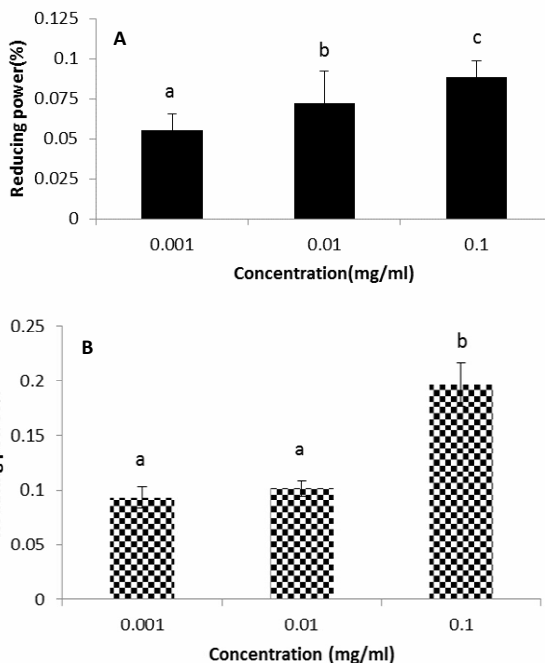 0.125
A
c
0.1
b
a
0.075
0.05
0.025
0
Reducing power(%)
0.001 0.01 0.1
Concentration(mg/ml)
0.25
B
b
0.2
0.15
a a
0.1
0.05
0
0.001 0.01 0.1
Concentration (mg/ml)